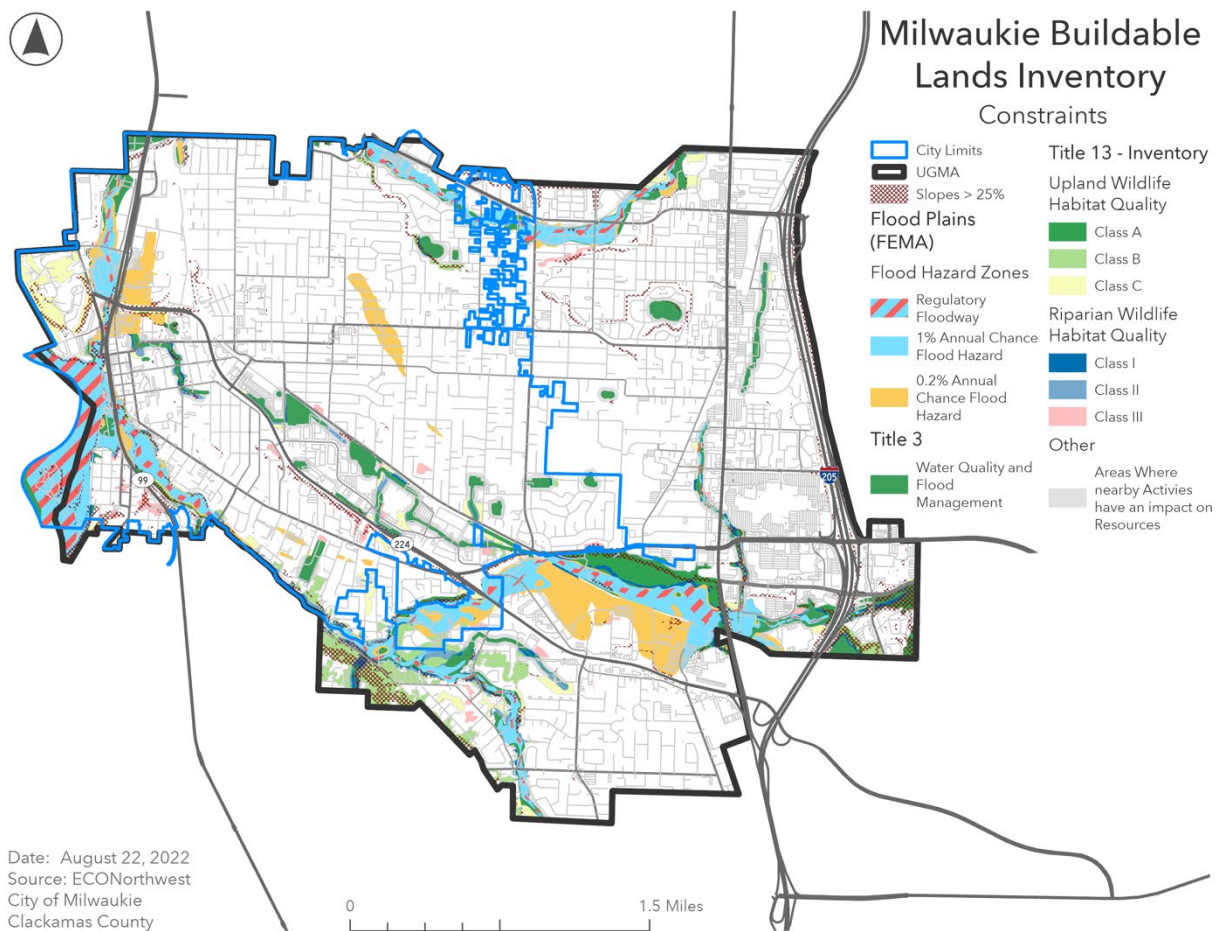 Milwaukie Buildable
Lands Inventory
Constraints
City Limits
UGMA
Slopes > 25%
Flood Plains
(FEMA)
Flood Hazard Zones
Regulatory
Floodway
1% Annual Chance
Flood Hazard
0.2% Annual
Chance Flood
Hazard
Title 3
Water Quality and
Flood
Management
Title 13 - Inventory
Upland Wildlife
Habitat Quality
Class A
Class B
Class C
Riparian Wildlife
Habitat Quality
Class I
Class II
Class III
Other
Areas Where
nearby Activies
have an impact on
Resources
205
99
224
Date: August 22, 2022
Source: ECONorthwest
City of Milwaukie
Clackamas County
0
1.5 Miles